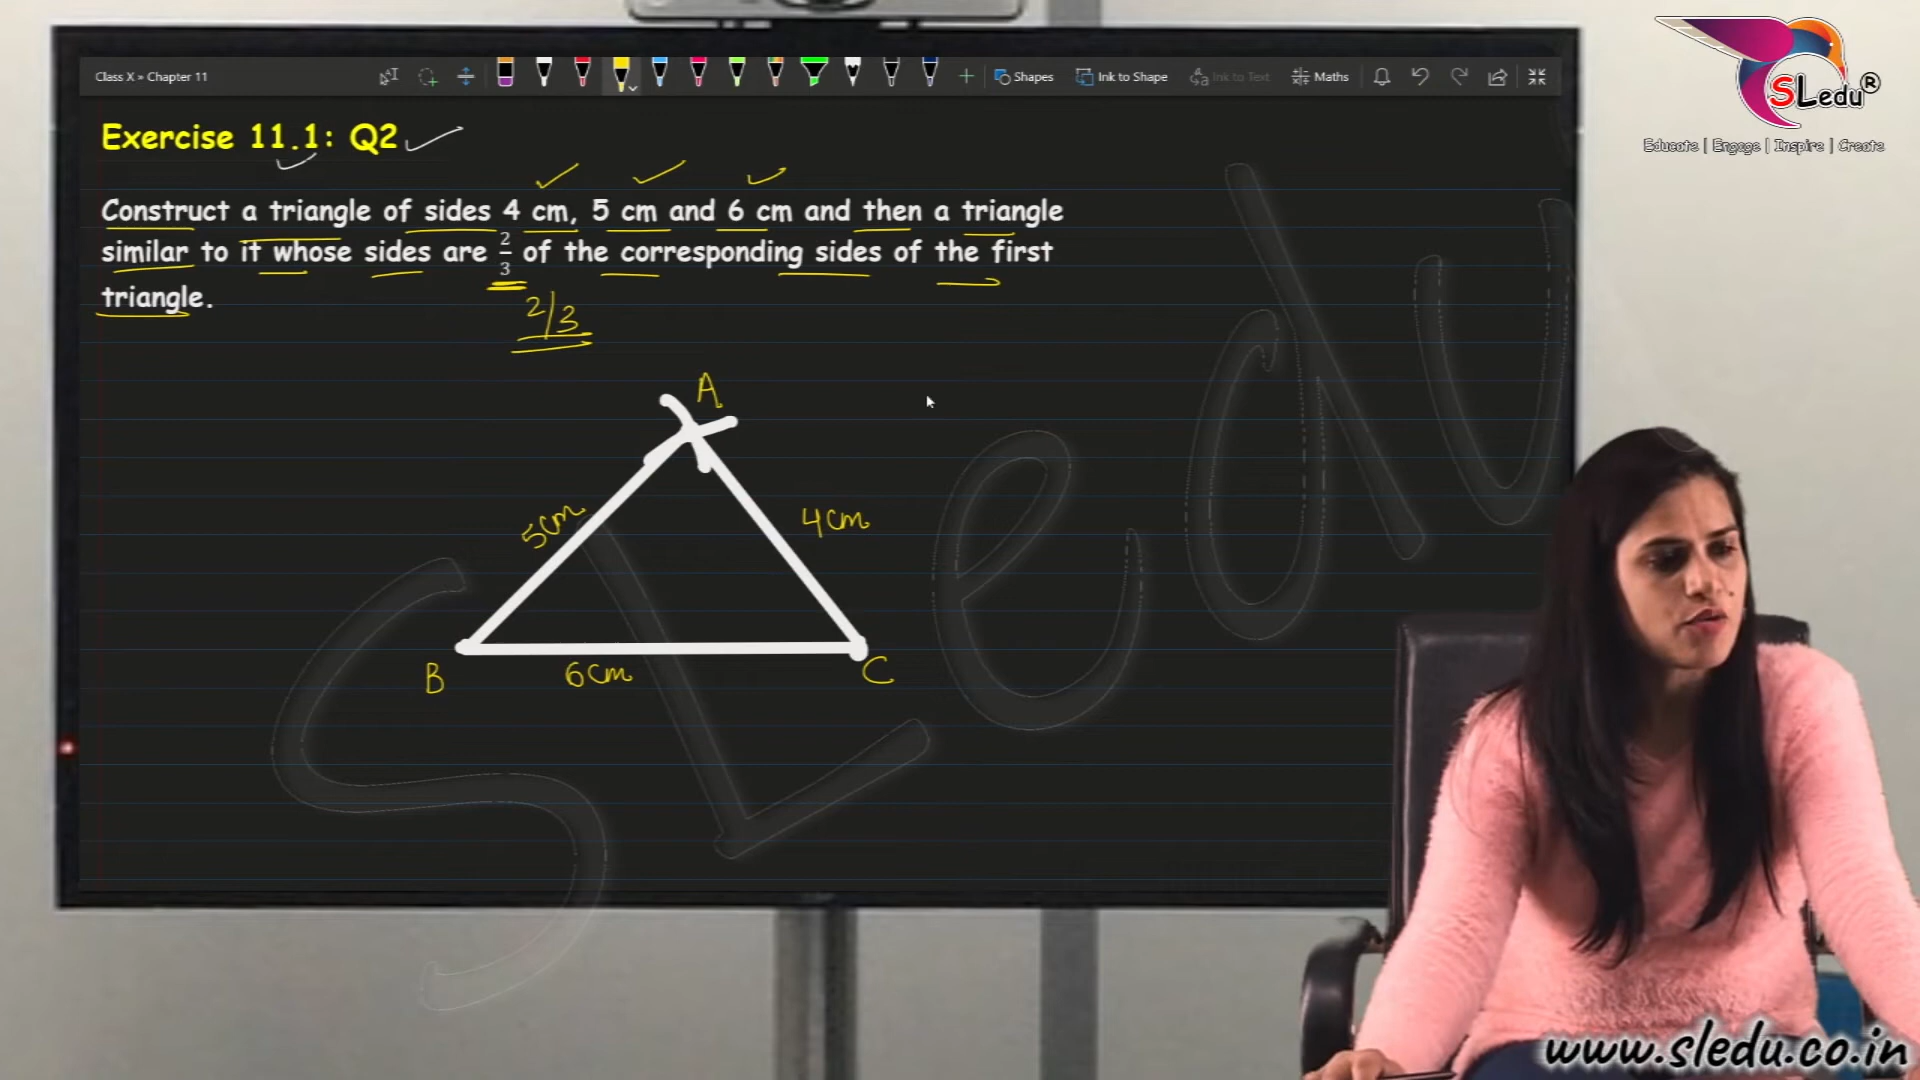 SLedu®
Educate | Engage | Inspire | Create
Class X » Chapter 11
Shapes
Ink to Shape
Ink to Text
Maths
Exercise 11.1: Q2
Construct a triangle of sides 4 cm, 5 cm and 6 cm and then a triangle
similar to it whose sides are 2/3 of the corresponding sides of the first
triangle.
2/3
A
5cm
4cm
B
6cm
C
SLedu
www.sledu.co.in